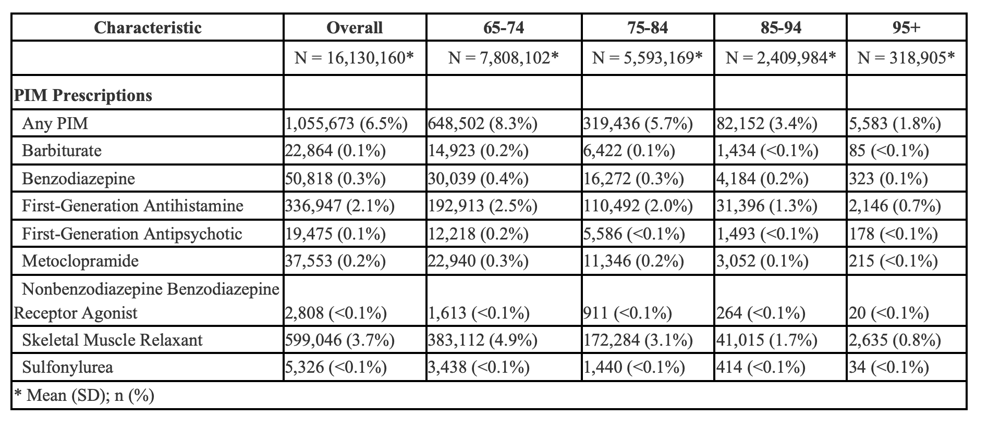 Characteristic Overall 65-74 75-84 85-94 95+
N = 16,130,160* N = 7,808,102* N = 5,593,169* N = 2,409,984* N = 318,905*
PIM Prescriptions
Any PIM 1,055,673 (6.5%) 648,502 (8.3%) 319,436 (5.7%) 82,152 (3.4%) 5,583 (1.8%)
Barbiturate 22,864 (0.1%) 14,923 (0.2%) 6,422 (0.1%) 1,434 (<0.1%) 85 (<0.1%)
Benzodiazepine 50,818 (0.3%) 30,039 (0.4%) 16,272 (0.3%) 4,184 (0.2%) 323 (0.1%)
First-Generation Antihistamine 336,947 (2.1%) 192,913 (2.5%) 110,492 (2.0%) 31,396 (1.3%) 2,146 (0.7%)
First-Generation Antipsychotic 19,475 (0.1%) 12,218 (0.2%) 5,586 (<0.1%) 1,493 (<0.1%) 178 (<0.1%)
Metoclopramide 37,553 (0.2%) 22,940 (0.3%) 11,346 (0.2%) 3,052 (0.1%) 215 (<0.1%)
Nonbenzodiazepine Benzodiazepine
Receptor Agonist 2,808 (<0.1%) 1,613 (<0.1%) 911 (<0.1%) 264 (<0.1%) 20 (<0.1%)
Skeletal Muscle Relaxant 599,046 (3.7%) 383,112 (4.9%) 172,284 (3.1%) 41,015 (1.7%) 2,635 (0.8%)
Sulfonylurea 5,326 (<0.1%) 3,438 (<0.1%) 1,440 (<0.1%) 414 (<0.1%) 34 (<0.1%)
* Mean (SD); n (%)